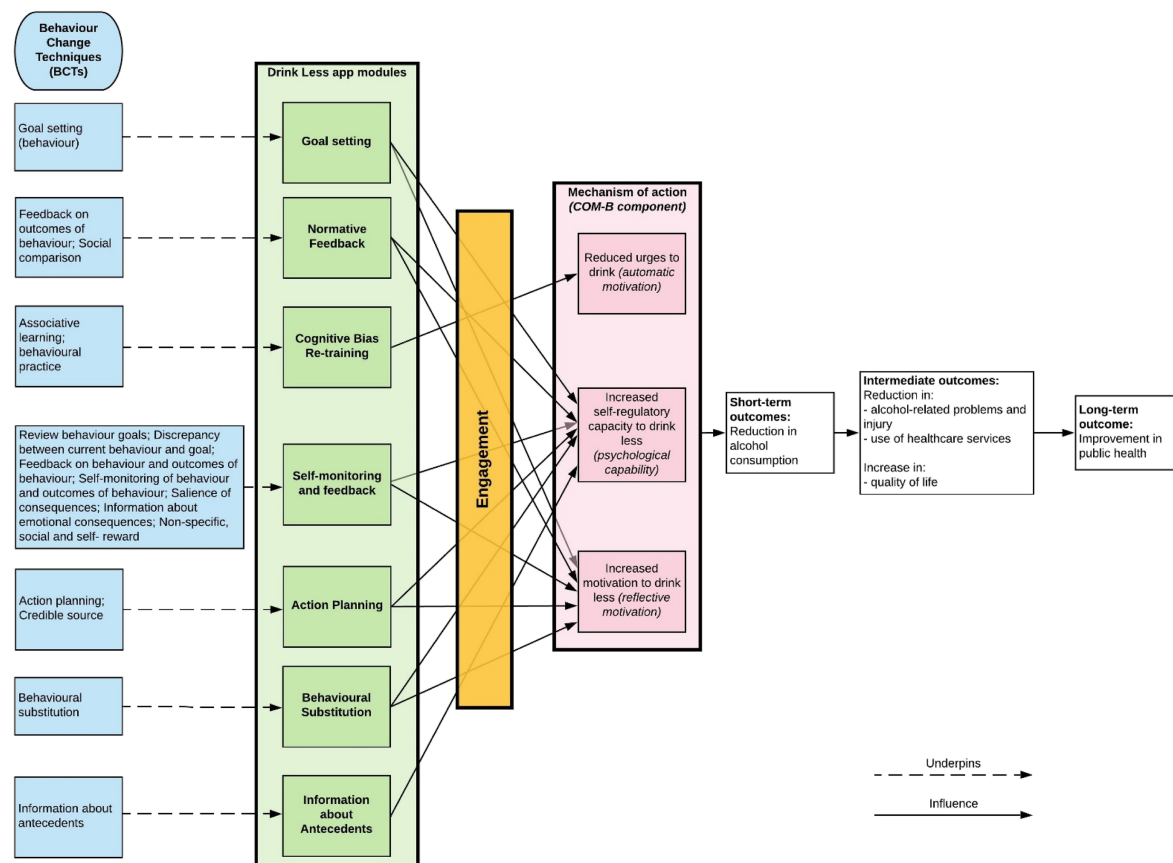 Behaviour
Change
Techniques
(BCTs)
Drink Less app modules
Goal setting
(behaviour)
Goal setting
Feedback on
outcomes of
behaviour; Social
comparison
Normative
Feedback
Associative
learning;
behavioural
practice
Cognitive Bias
Re-training
Review behaviour goals; Discrepancy
between current behaviour and goal;
Feedback on behaviour and outcomes of
behaviour; Self-monitoring of behaviour
and outcomes of behaviour; Salience of
consequences; Information about
emotional consequences; Non-specific,
social and self- reward
Self-monitoring
and feedback
Action planning;
Credible source
Action Planning
Behavioural
substitution
Behavioural
Substitution
Information about
antecedents
Information
about
Antecedents
Engagement
Mechanism of action
(COM-B component)
Reduced urges to
drink (automatic
motivation)
Increased
self-regulatory
capacity to drink
less
(psychological
capability)
Increased
motivation to drink
less (reflective
motivation)
Short-term
outcomes:
Reduction in
alcohol
consumption
Intermediate outcomes:
Reduction in:
- alcohol-related problems and
injury
- use of healthcare services
Increase in:
- quality of life
Long-term
outcome:
Improvement in
public health
Underpins
Influence